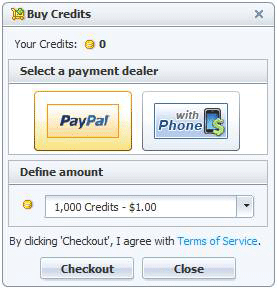 Buy Credits
Your Credits: 0
Select a payment dealer
PayPal
with
Phone $
Define amount
1,000 Credits - $1.00
By clicking 'Checkout', I agree with Terms of Service.
Checkout Close